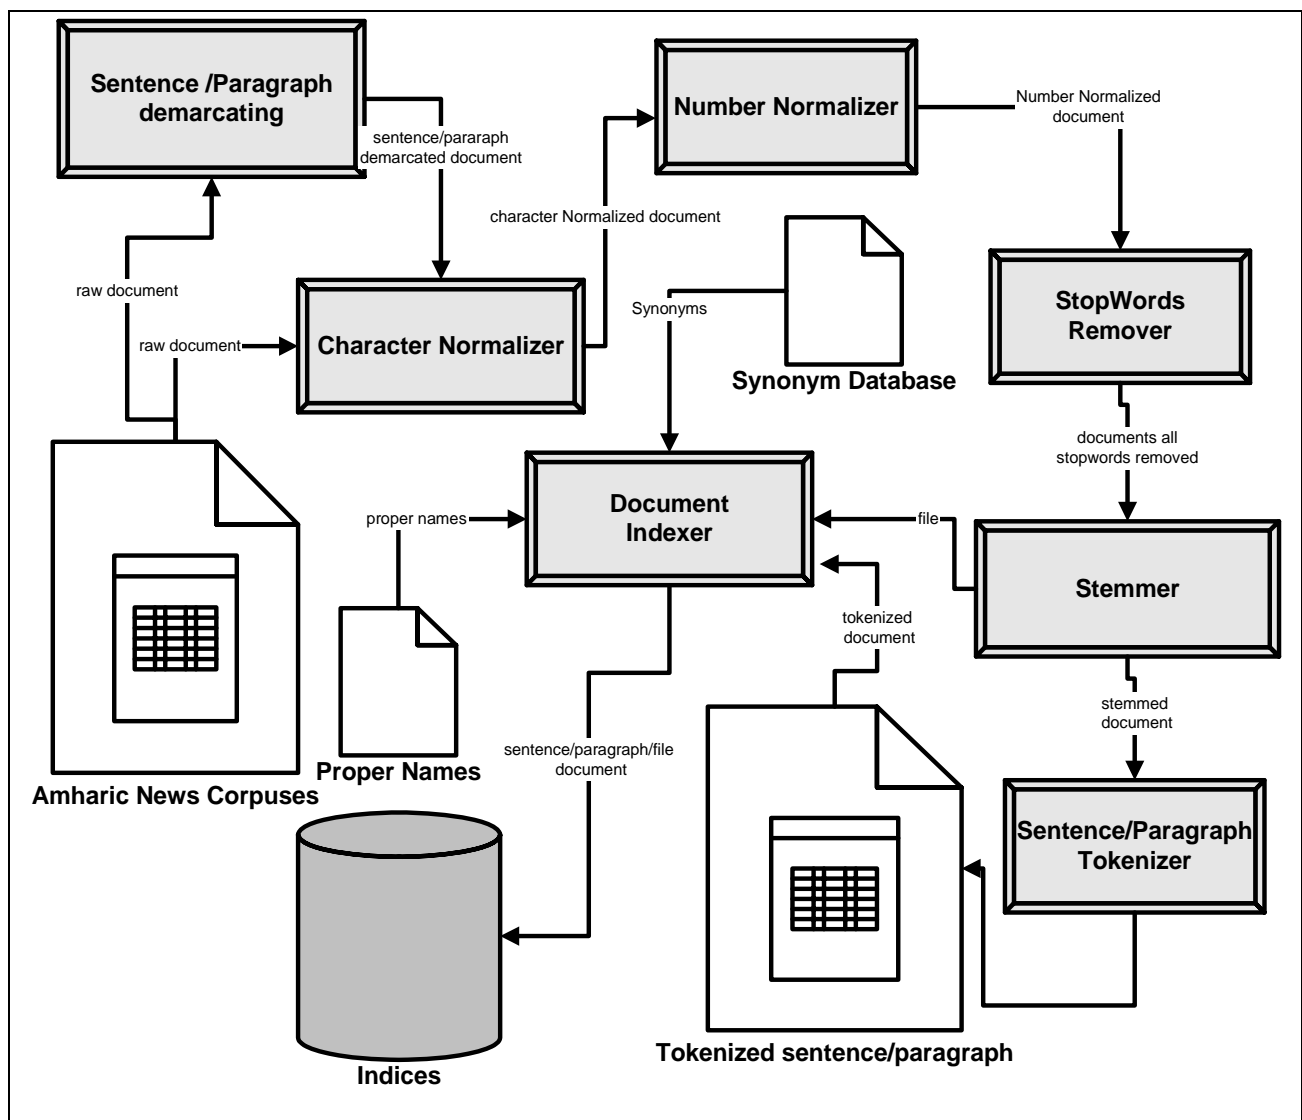 Sentence /Paragraph
demarcating
sentence/pararaph
demarcated document
Number Normalizer
Number Normalized
document
character Normalized document
raw document
raw document
Character Normalizer
Synonyms
Synonym Database
StopWords
Remover
documents all
stopwords removed
Document
Indexer
proper names
file
Stemmer
tokenized
document
stemmed
document
sentence/paragraph/file
document
Proper Names
Amharic News Corpuses
Sentence/Paragraph
Tokenizer
Tokenized sentence/paragraph
Indices